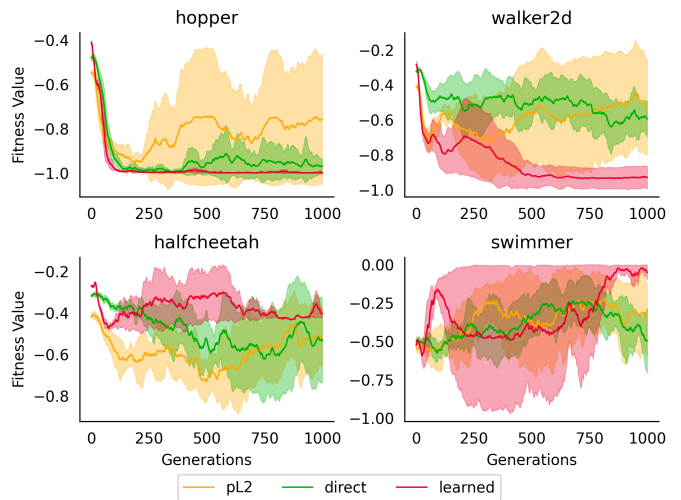 hopper
walker2d
Fitness Value
−0.4
−0.6
−0.8
−1.0
0 250 500 750 1000
−0.2
−0.4
−0.6
−0.8
−1.0
0 250 500 750 1000
halfcheetah
swimmer
Fitness Value
−0.2
−0.4
−0.6
−0.8
0 250 500 750 1000
Generations
0.00
−0.25
−0.50
−0.75
−1.00
0 250 500 750 1000
Generations
pL2 direct learned